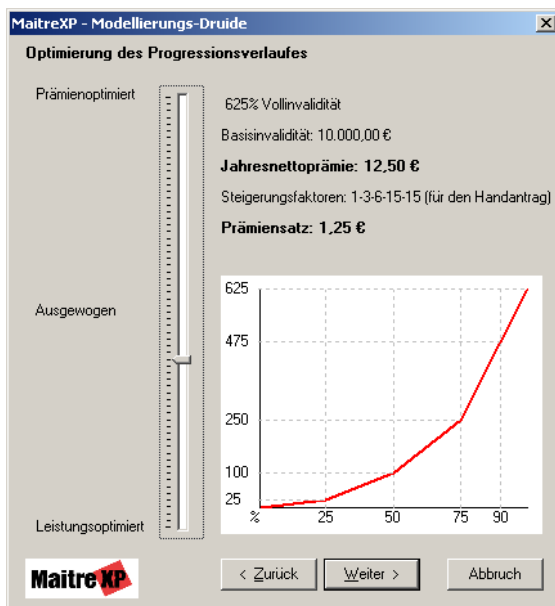 MaitreXP - Modellierungs-Druide
Optimierung des Progressionsverlaufes
Prämienoptimiert
625% Vollinvalidität
Basisinvalidität: 10.000,00 €
Jahresnettoprämie: 12,50 €
Steigerungsfaktoren: 1-3-6-15-15 (für den Handantrag)
Prämiensatz: 1,25 €
Ausgewogen
Leistungsoptimiert
625
475
250
100
25
% 25 50 75 90
Maitre XP
< Zurück
Weiter >
Abbruch